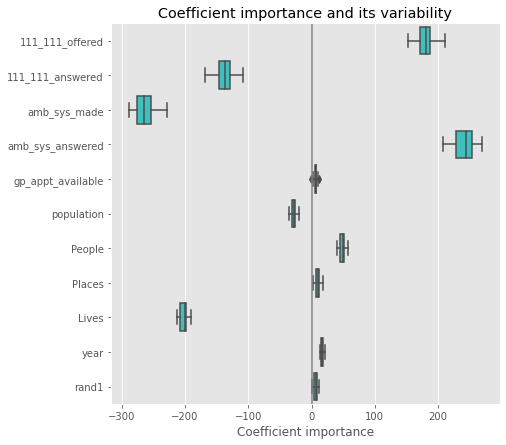 Coefficient importance and its variability
111_111_offered
111_111_answered
amb_sys_made
amb_sys_answered
gp_appt_available
population
People
Places
Lives
year
rand1
−300 −200 −100 0 100 200
Coefficient importance